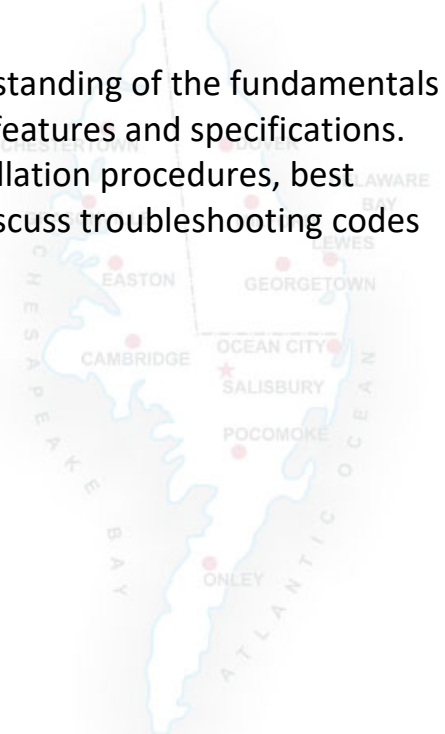 standing of the fundamentals
features and specifications.
CHESTERTOWN DOVER
llation procedures, best
DELAWARE
BAY
scuss troubleshooting codes
LEWES
EASTON GEORGETOWN
CAMBRIDGE OCEAN CITY
SALISBURY
POCOMOKE
ONLEY
CHESAPEAKE BAY
ATLANTIC OCEAN